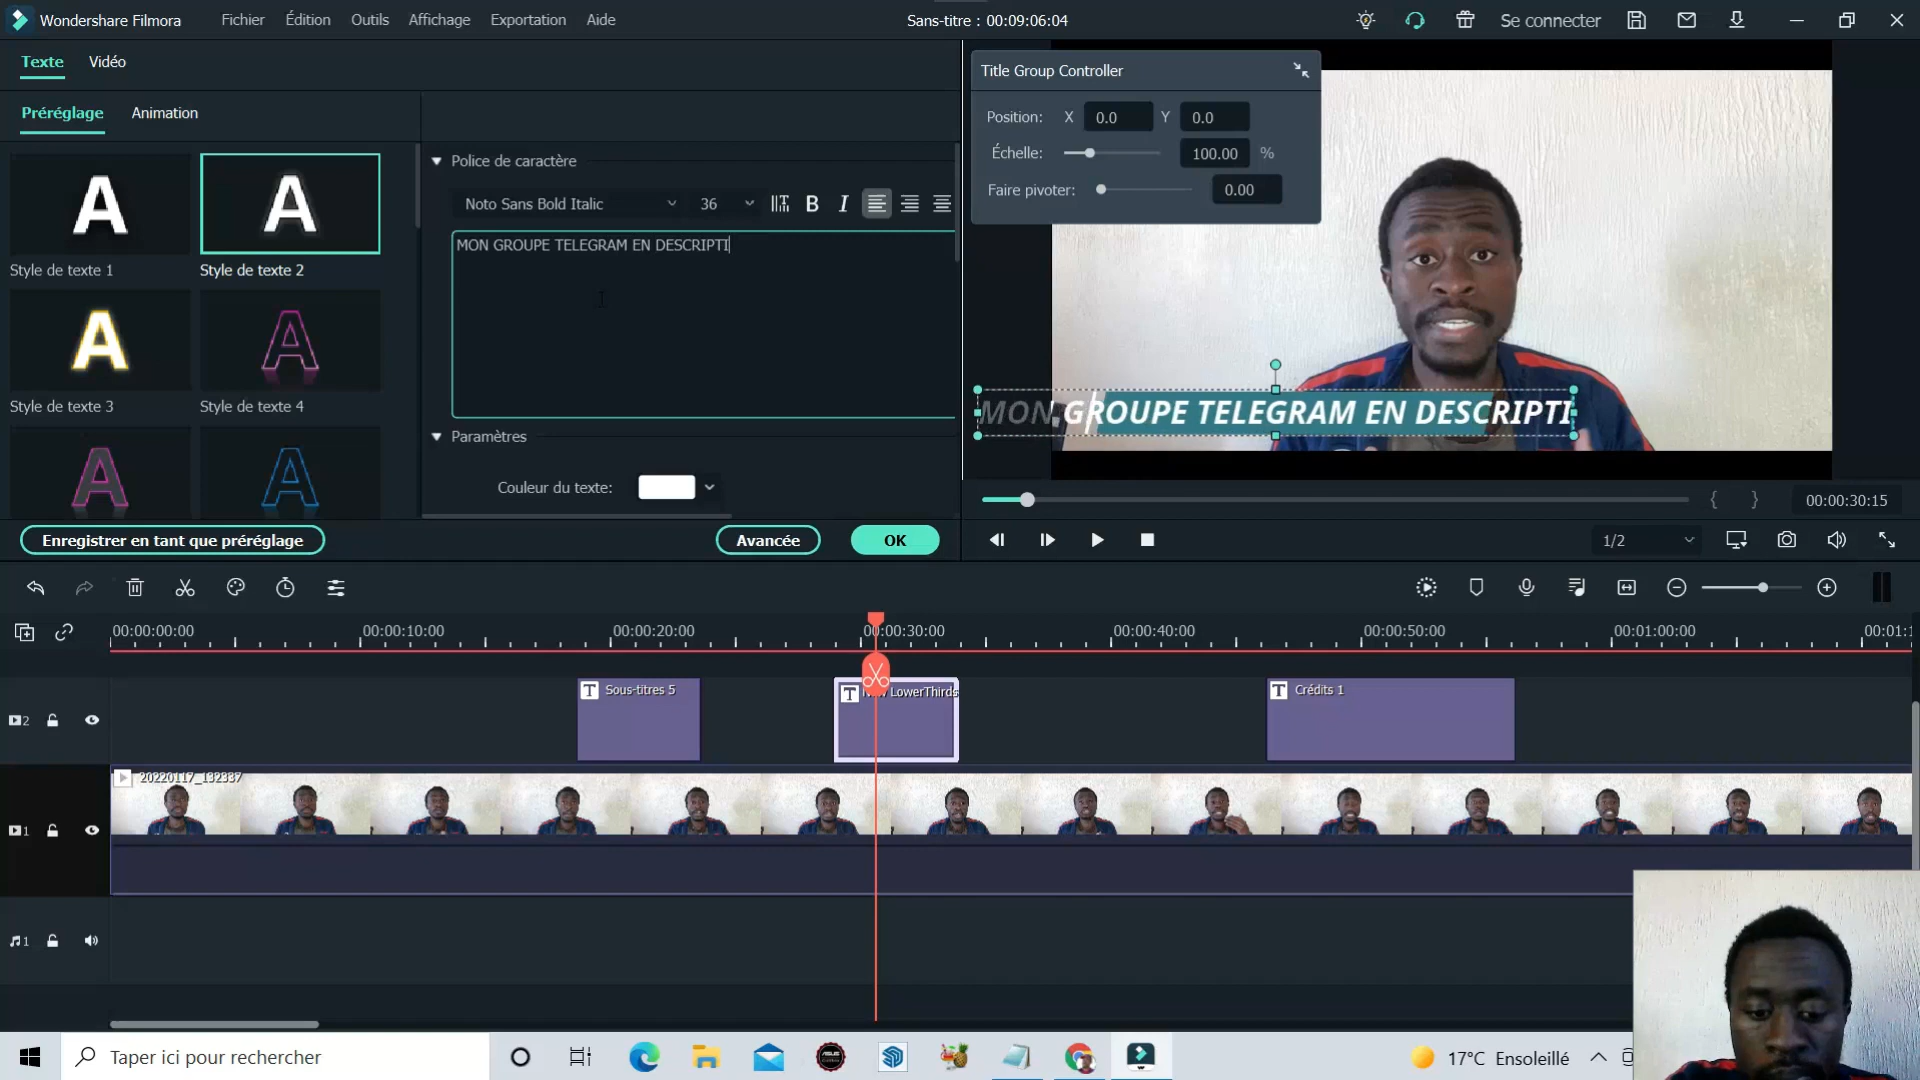 Wondershare Filmora
Fichier
Édition
Outils
Affichage
Exportation
Aide
Sans-titre : 00:09:06:04
Se connecter
Texte
Vidéo
Préréglage
Animation
Police de caractère
Noto Sans Bold Italic
36
B
I
MON GROUPE TELEGRAM EN DESCRIPTI
A
Style de texte 1
A
Style de texte 2
A
Style de texte 3
A
Style de texte 4
A
A
Paramètres
Couleur du texte:
Enregistrer en tant que préréglage
Avancée
OK
Title Group Controller
Position:
X
0.0
Y
0.0
Échelle:
100.00
%
Faire pivoter:
0.00
MON GROUPE TELEGRAM EN DESCRIPTI
{
}
00:00:30:15
1/2
00:00:00:00
00:00:10:00
00:00:20:00
00:00:30:00
00:00:40:00
00:00:50:00
00:01:00:00
00:01:1
2
T
Sous-titres 5
T
LowerThirds
T
Crédits 1
20220117_132337
1
1
Taper ici pour rechercher
ASUS
17°C
Ensoleillé